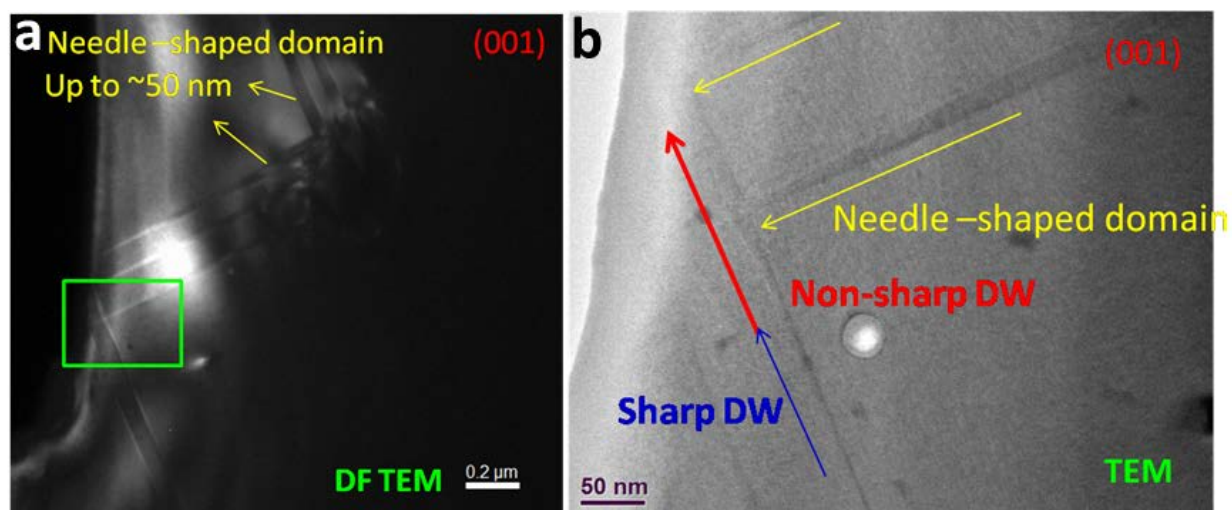 a
Needle –shaped domain
Up to ~50 nm
(001)
DF TEM
0.2 µm
b
(001)
Needle –shaped domain
Non-sharp DW
Sharp DW
50 nm
TEM